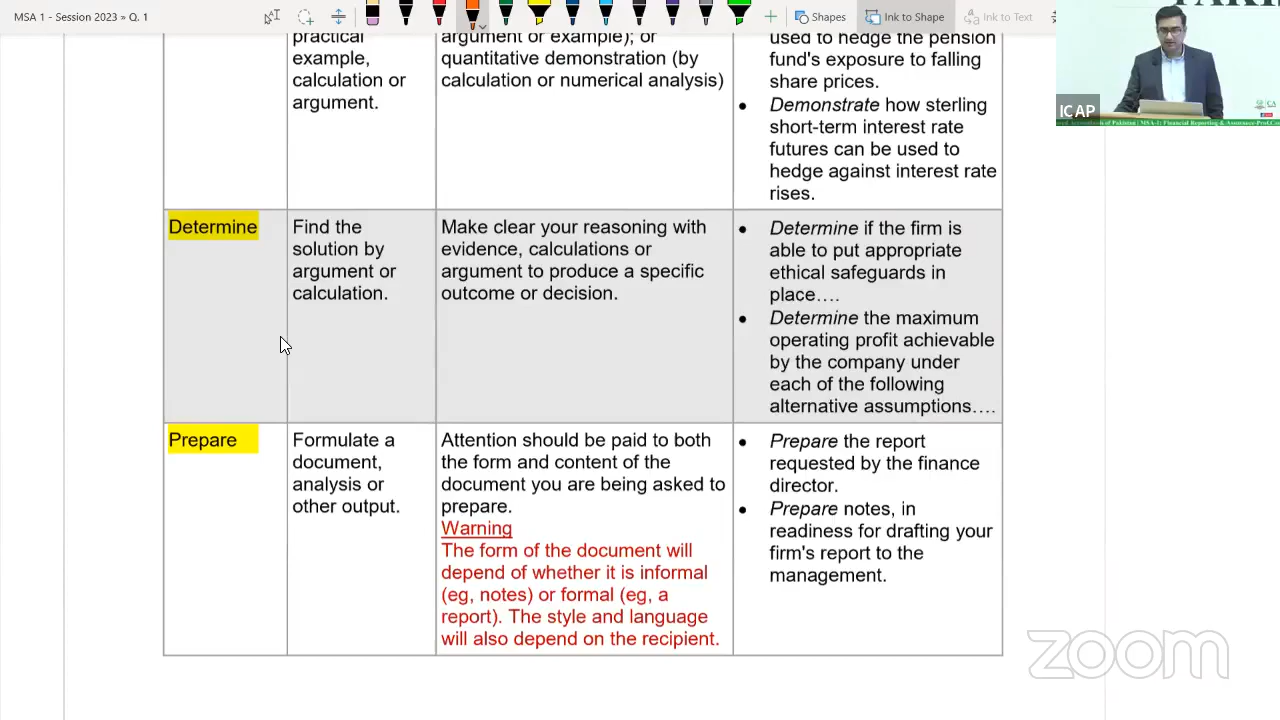 MSA 1 - Session 2023 » Q. 1
Shapes
Ink to Shape
Ink to Text
practical
example,
calculation or
argument.
argument or example); or
quantitative demonstration (by
calculation or numerical analysis)
used to hedge the pension
fund's exposure to falling
share prices.
Demonstrate how sterling
short-term interest rate
futures can be used to
hedge against interest rate
rises.
Determine
Find the
solution by
argument or
calculation.
Make clear your reasoning with
evidence, calculations or
argument to produce a specific
outcome or decision.
Determine if the firm is
able to put appropriate
ethical safeguards in
place….
Determine the maximum
operating profit achievable
by the company under
each of the following
alternative assumptions….
Prepare
Formulate a
document,
analysis or
other output.
Attention should be paid to both
the form and content of the
document you are being asked to
prepare.
Warning
The form of the document will
depend of whether it is informal
(eg, notes) or formal (eg, a
report). The style and language
will also depend on the recipient.
Prepare the report
requested by the finance
director.
Prepare notes, in
readiness for drafting your
firm's report to the
management.
ICAP
zoom